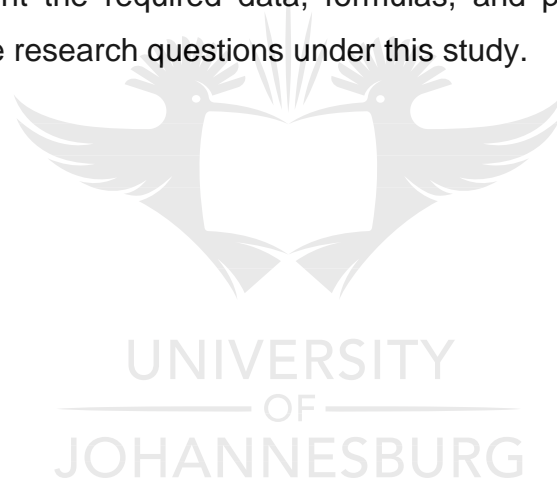 nt the required data, formulas, and p
e research questions under this study.
UNIVERSITY
OF
JOHANNESBURG